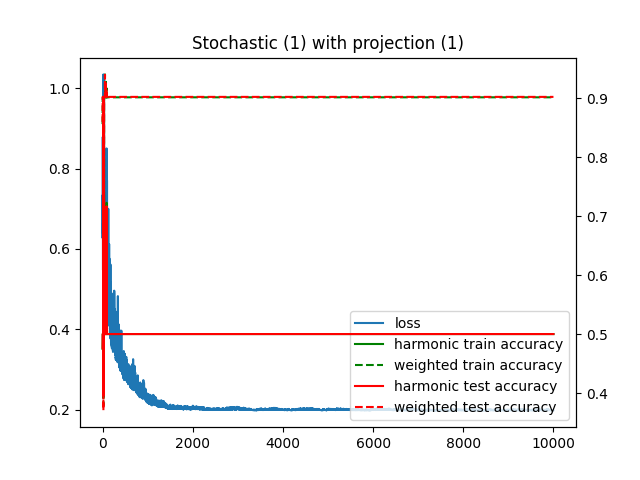 Stochastic (1) with projection (1)
1.0
0.8
0.6
0.4
0.2
0.9
0.8
0.7
0.6
0.5
0.4
loss
harmonic train accuracy
weighted train accuracy
harmonic test accuracy
weighted test accuracy
0 2000 4000 6000 8000 10000